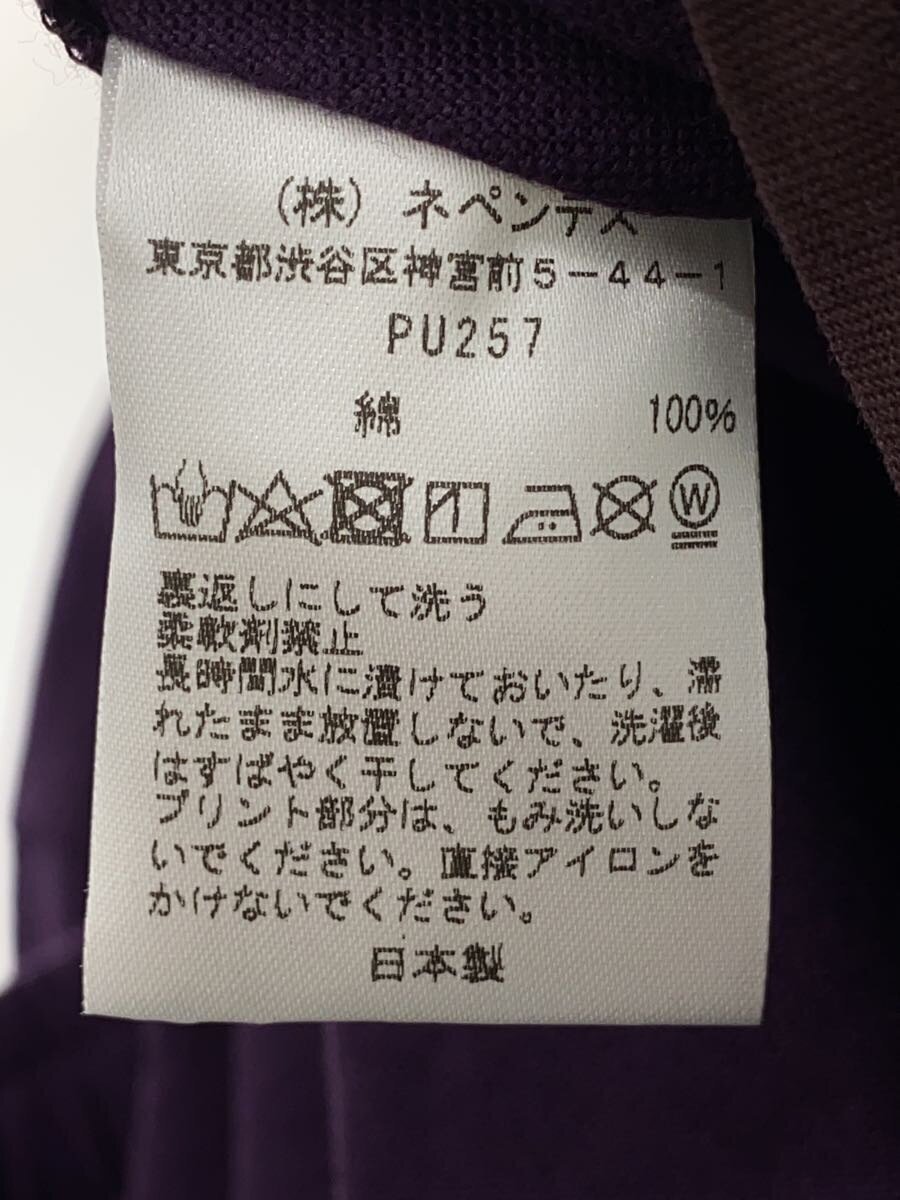 (株) ネペンテス
東京都渋谷区神宮前5-44-1
PU257
綿 100%
W
裏返しにして洗う
柔軟剤禁止
長時間水に漬けておいたり、濡
れたまま放置しないで、洗濯後
はすばやく干してください。
プリント部分は、もみ洗いしな
いでください。直接アイロンを
かけないでください。
日本製